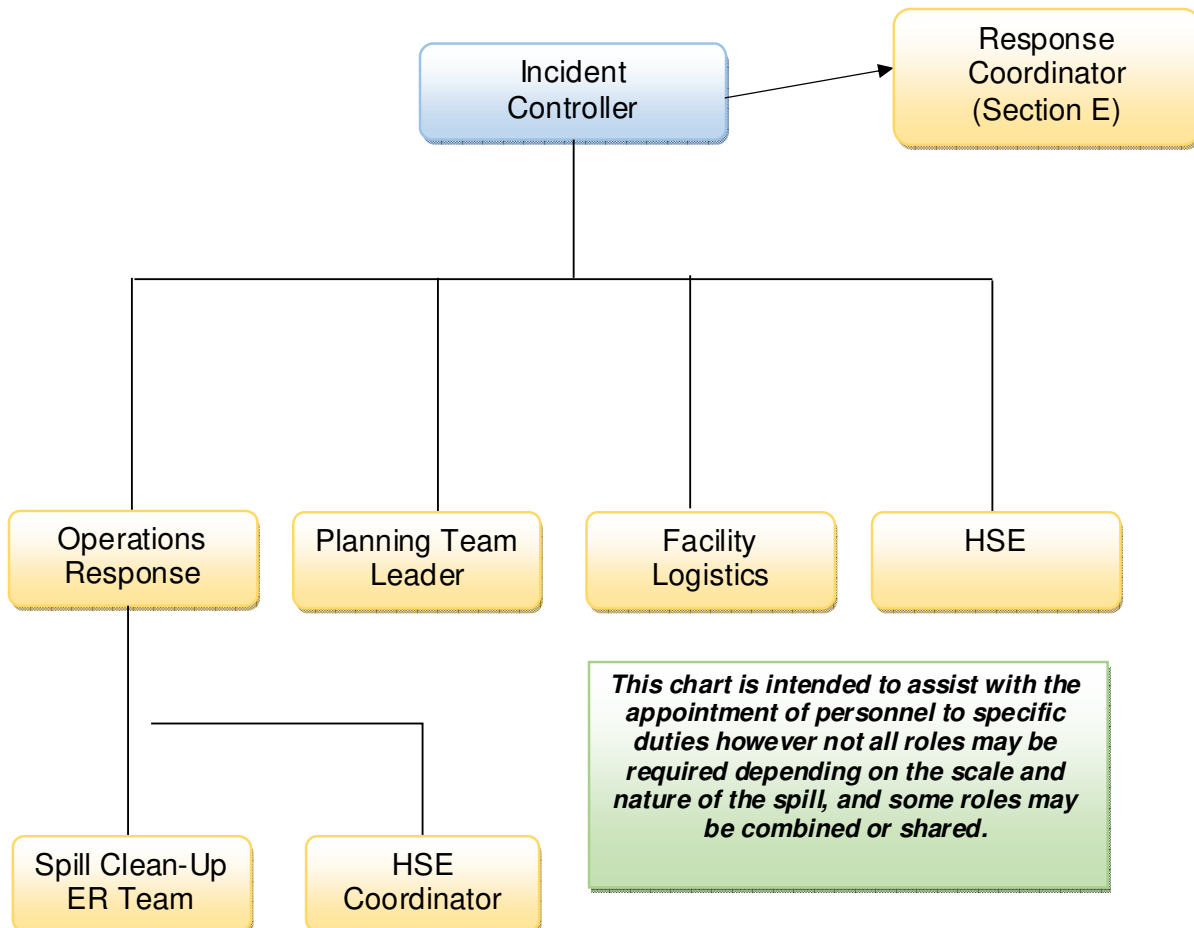 Incident
Controller
Response
Coordinator
(Section E)
Operations
Response
Planning Team
Leader
Facility
Logistics
HSE
This chart is intended to assist with the
appointment of personnel to specific
duties however not all roles may be
required depending on the scale and
nature of the spill, and some roles may
be combined or shared.
Spill Clean-Up
ER Team
HSE
Coordinator